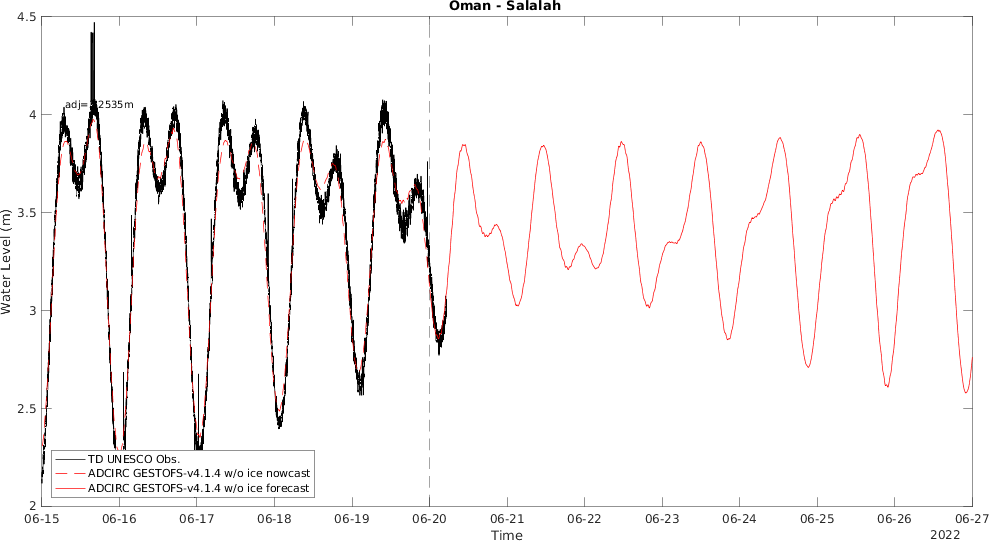 Oman - Salalah
4.5
4
3.5
3
2.5
2
Water Level (m)
adj= 2535m
TD UNESCO Obs.
ADCIRC GESTOFS-v4.1.4 w/o ice nowcast
ADCIRC GESTOFS-v4.1.4 w/o ice forecast
06-15 06-16 06-17 06-18 06-19 06-20 06-21 06-22 06-23 06-24 06-25 06-26 06-27
Time
2022